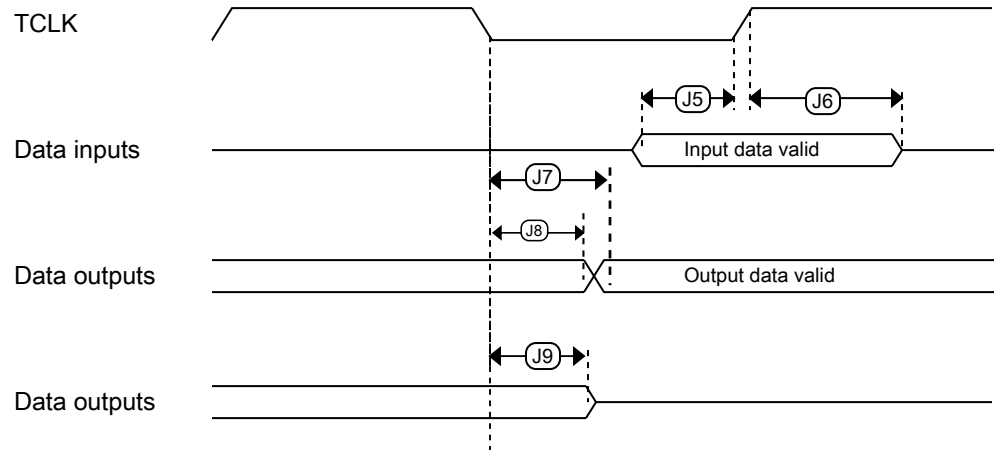 TCLK
J5
J6
Data inputs
Input data valid
J7
J8
Data outputs
Output data valid
J9
Data outputs